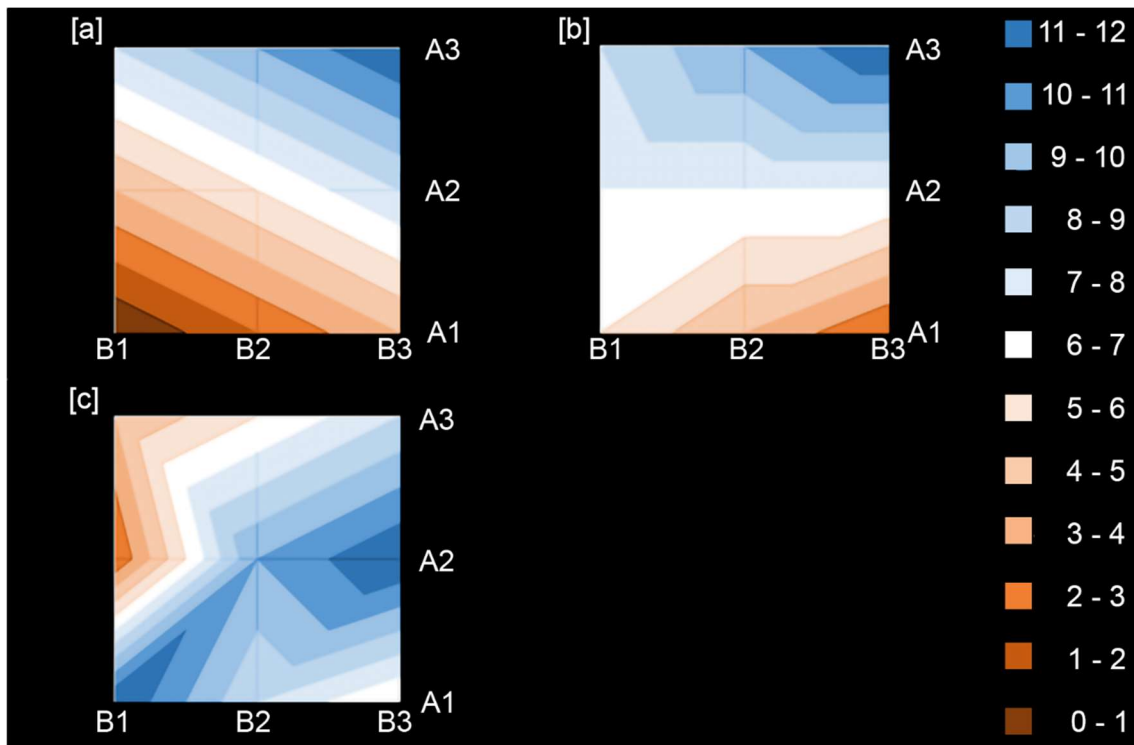 [a]
A3
A2
A1
B1 B2 B3
[b]
A3
A2
A1
B1 B2 B3
[c]
A3
A2
A1
B1 B2 B3
11 - 12
10 - 11
9 - 10
8 - 9
7 - 8
6 - 7
5 - 6
4 - 5
3 - 4
2 - 3
1 - 2
0 - 1